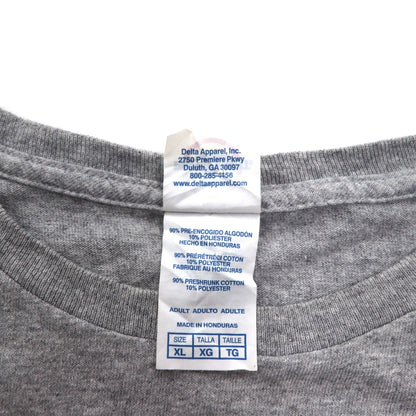 Delta Apparel, Inc.
2750 Premiere Pkwy
Duluth, GA 30097
800-285-4456
www.deltaapparel.com
90% PRE-ENCOGIDO ALGODÓN
10% POLIESTER
HECHO EN HONDURAS
90% PRÉRÉTRÉCI COTON
10% POLYESTER
FABRIQUE AU HONDURAS
90% PRESHRUNK COTTON
10% POLYESTER
ADULT ADULTO ADULTE
MADE IN HONDURAS
SIZE TALLA TAILLE
XL XG TG